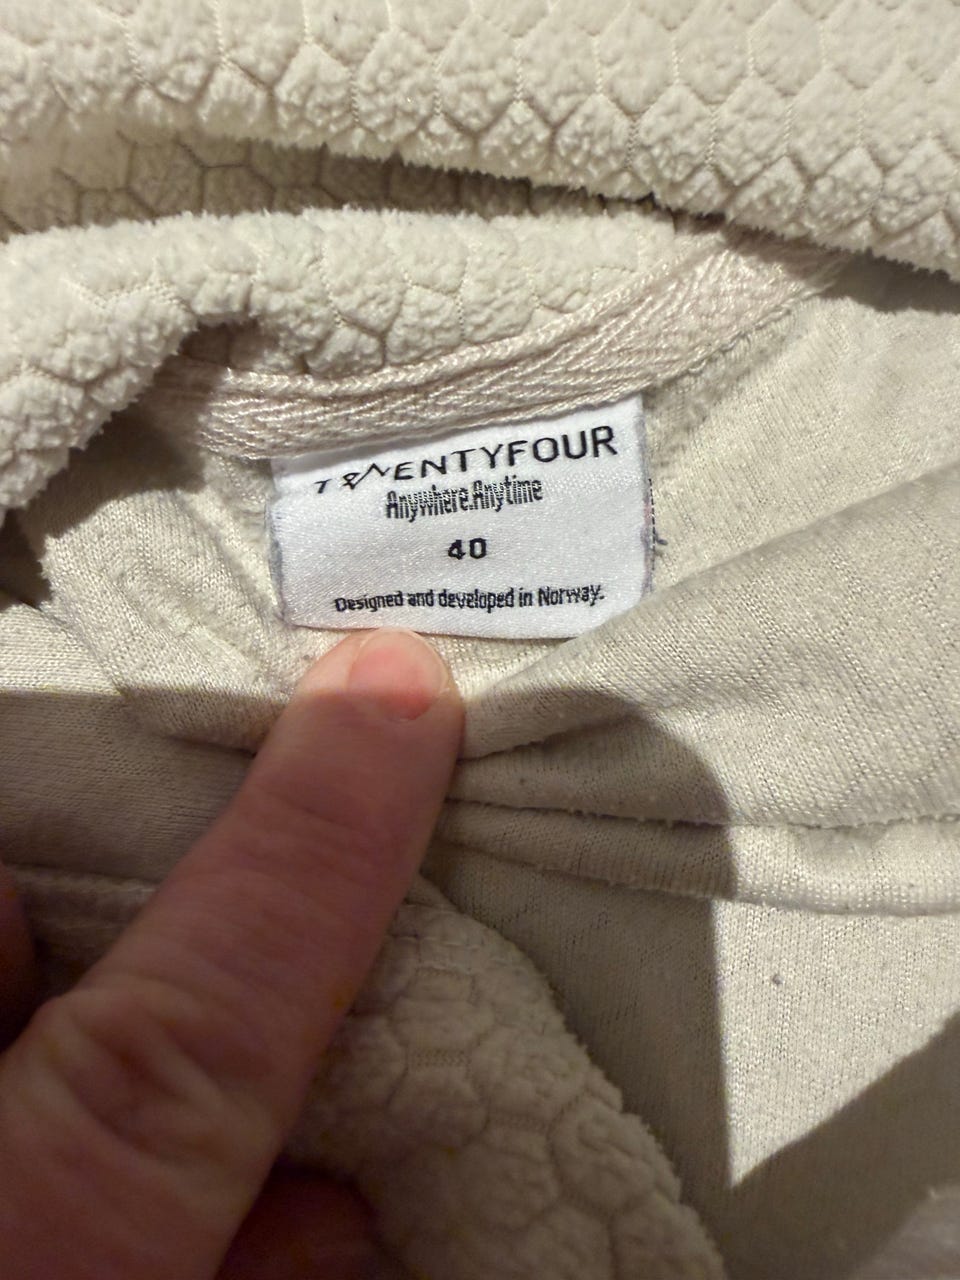 TWENTYFOUR
Anywhere.Anytime
40
Designed and developed in Norway.